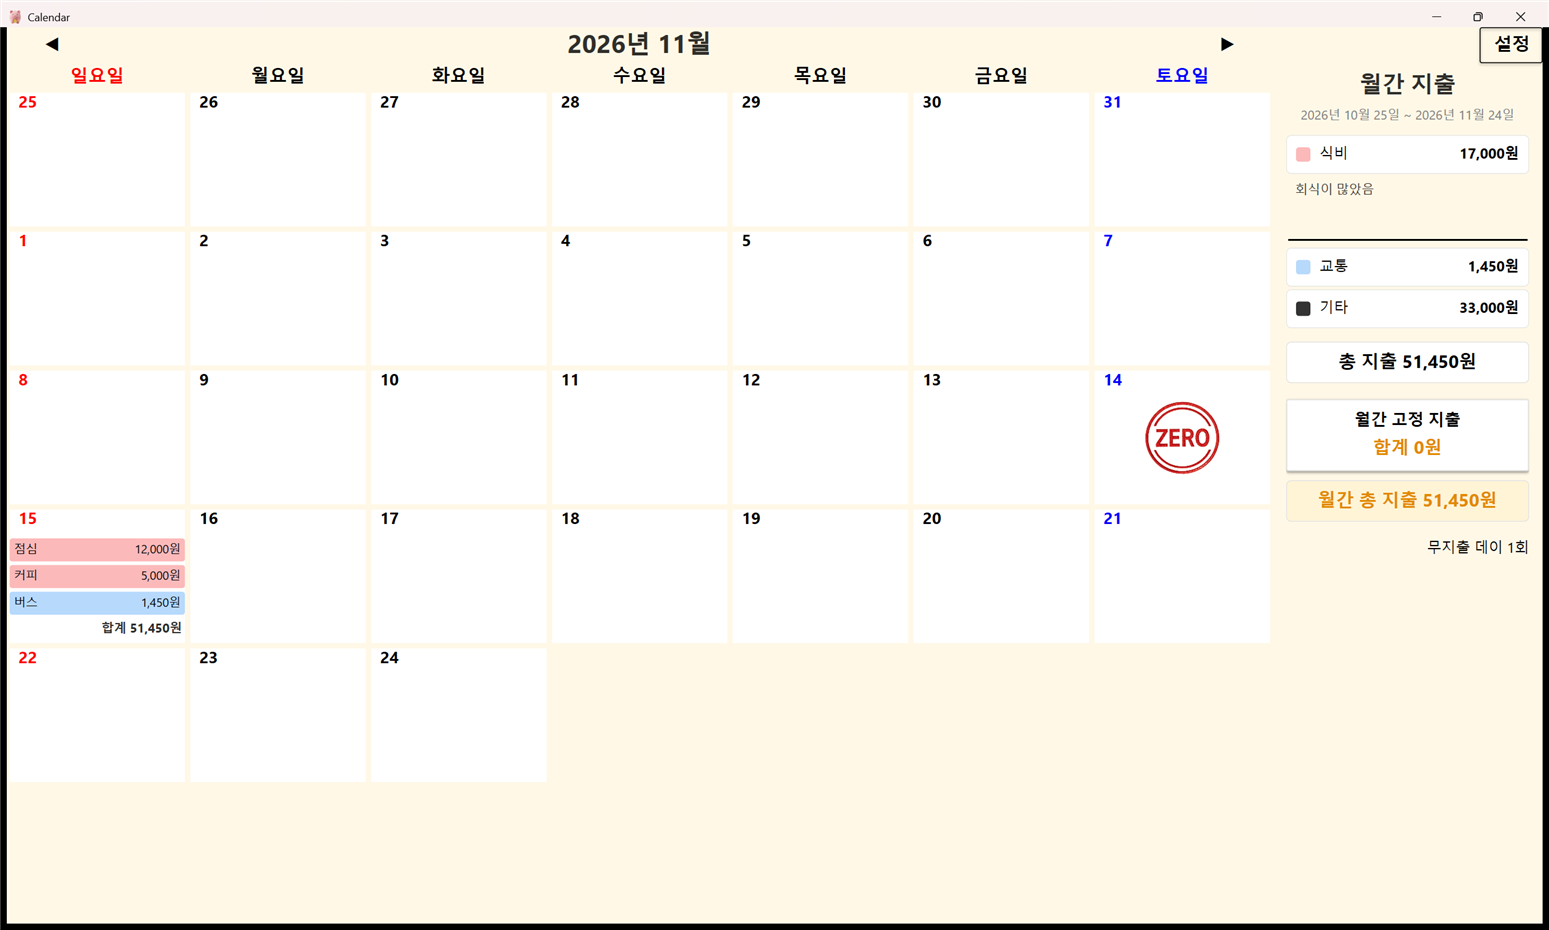 Calendar
◀ 2026년 11월 ▶
설정
일요일 월요일 화요일 수요일 목요일 금요일 토요일
25 26 27 28 29 30 31
1 2 3 4 5 6 7
8 9 10 11 12 13 14
ZERO
15 16 17 18 19 20 21
점심 12,000원
커피 5,000원
버스 1,450원
합계 51,450원
22 23 24
월간 지출
2026년 10월 25일 ~ 2026년 11월 24일
식비 17,000원
회식이 많았음
교통 1,450원
기타 33,000원
총 지출 51,450원
월간 고정 지출
합계 0원
월간 총 지출 51,450원
무지출 데이 1회